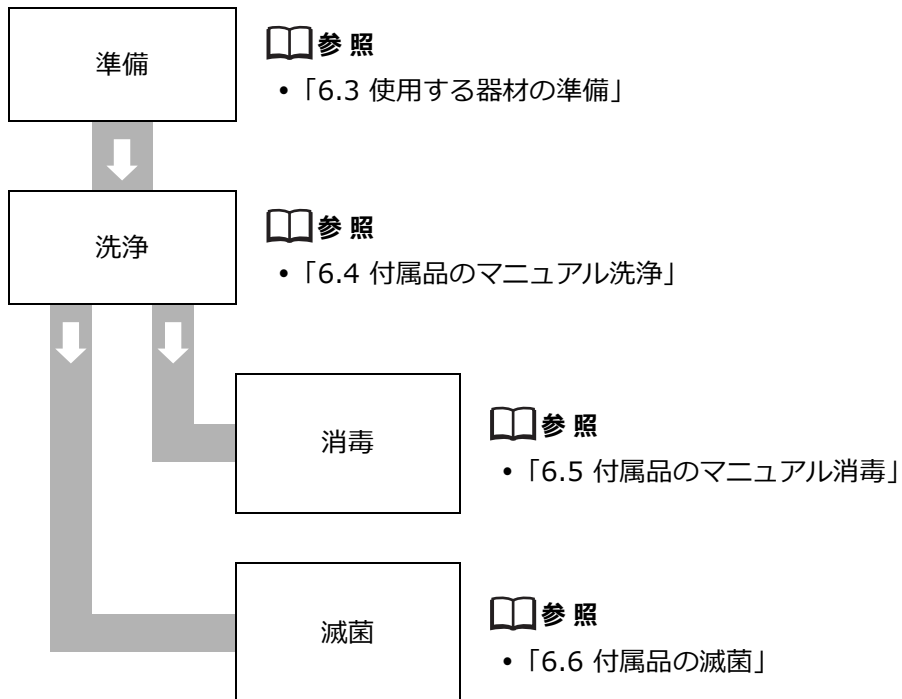 準備
参照
•「6.3 使用する器材の準備」
洗浄
参照
•「6.4 付属品のマニュアル洗浄」
消毒
参照
•「6.5 付属品のマニュアル消毒」
滅菌
参照
•「6.6 付属品の滅菌」